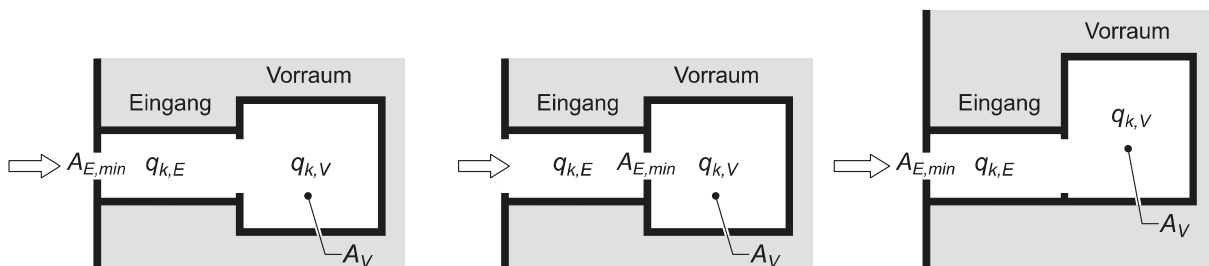 Vorraum
Eingang
A_E,min q_k,E q_k,V
A_V
Vorraum
Eingang
q_k,E A_E,min q_k,V
A_V
Vorraum
Eingang
q_k,V
A_E,min q_k,E
A_V